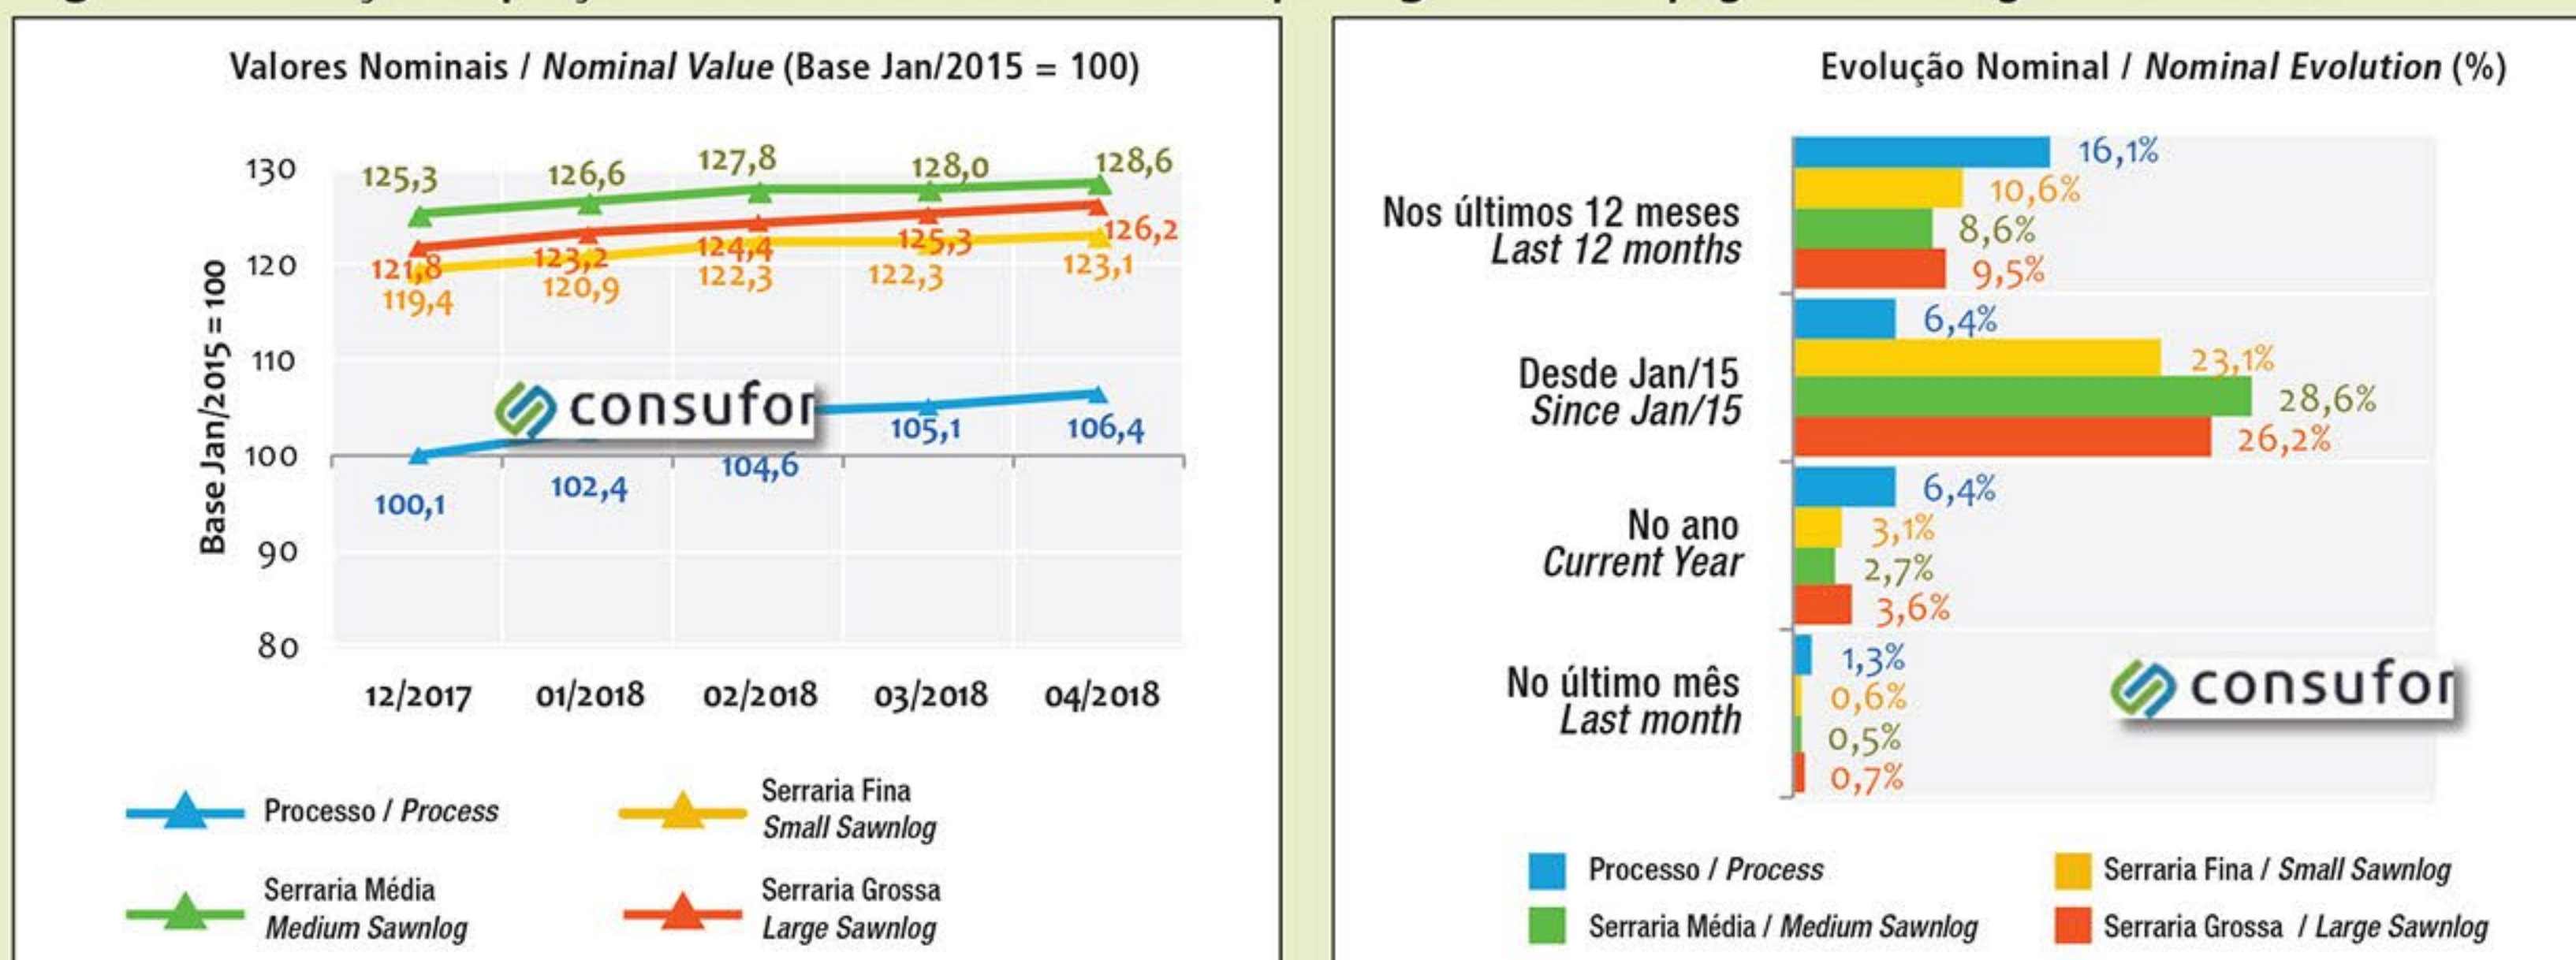 Valores Nominais / Nominal Value (Base Jan/2015 = 100)
Base Jan/2015 = 100
130
120
110
100
90
80
125,3
126,6
127,8
128,0
128,6
121,8
123,2
124,4
125,3
126,2
119,4
120,9
122,3
122,3
123,1
100,1
102,4
104,6
105,1
106,4
consufor
12/2017
01/2018
02/2018
03/2018
04/2018
Processo / Process
Serraria Fina
Small Sawnlog
Serraria Média
Medium Sawnlog
Serraria Grossa
Large Sawnlog
Evolução Nominal / Nominal Evolution (%)
Nos últimos 12 meses
Last 12 months
16,1%
10,6%
8,6%
9,5%
Desde Jan/15
Since Jan/15
6,4%
23,1%
28,6%
26,2%
No ano
Current Year
6,4%
3,1%
2,7%
3,6%
No último mês
Last month
1,3%
0,6%
0,5%
0,7%
consufor
Processo / Process
Serraria Fina / Small Sawnlog
Serraria Média / Medium Sawnlog
Serraria Grossa / Large Sawnlog